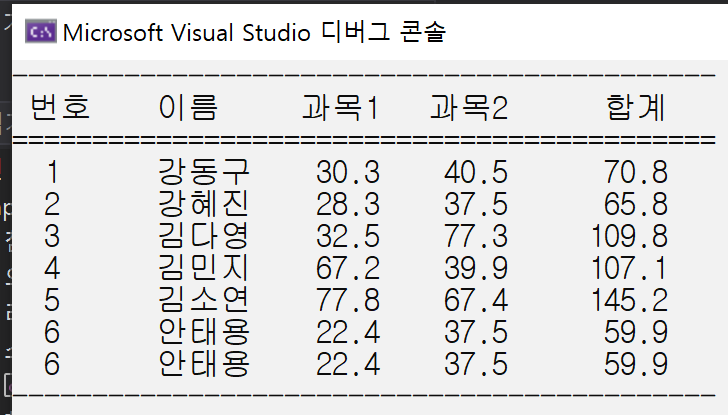 Microsoft Visual Studio 디버그 콘솔
--------------------------------------------
번호 이름 과목1 과목2 합계
============================================
1 강동구 30.3 40.5 70.8
2 강혜진 28.3 37.5 65.8
3 김다영 32.5 77.3 109.8
4 김민지 67.2 39.9 107.1
5 김소연 77.8 67.4 145.2
6 안태용 22.4 37.5 59.9
6 안태용 22.4 37.5 59.9
--------------------------------------------